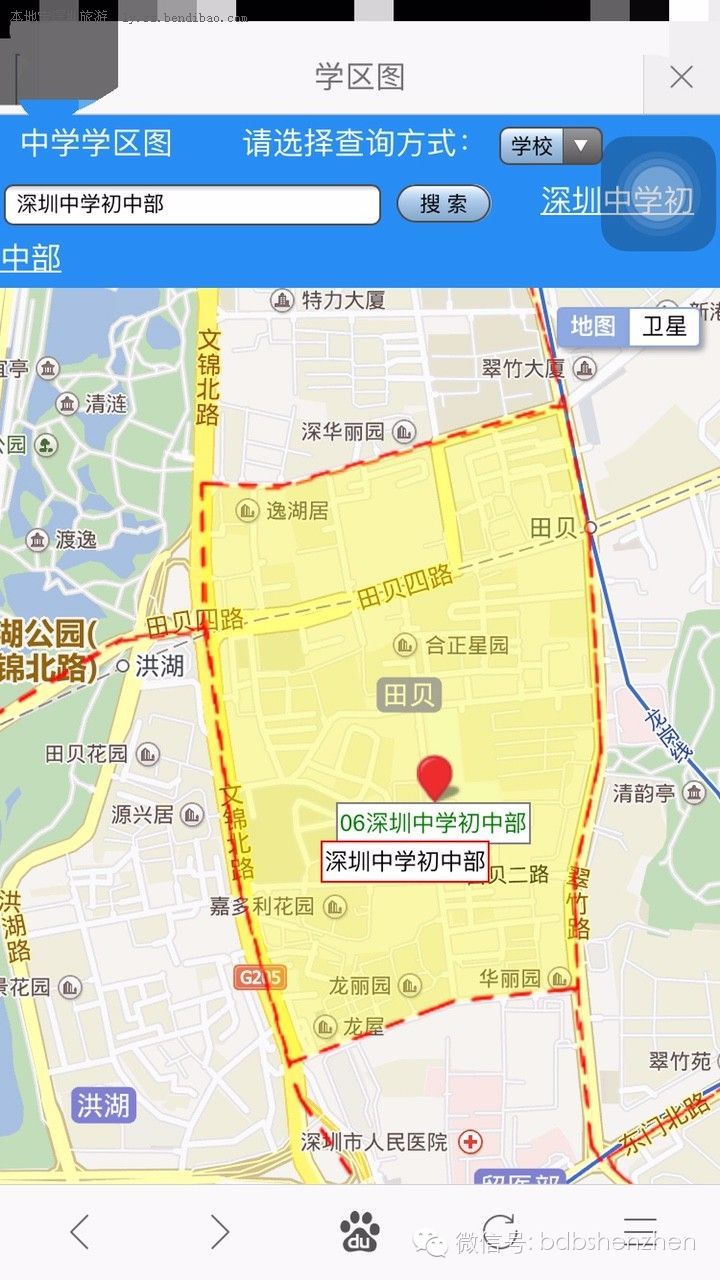 本地宝深圳旅游 ly.sz.bendibao.com
学区图
中学学区图 请选择查询方式： 学校
深圳中学初中部 搜索 深圳中学初
中部
特力大厦
新港
地图 卫星
文锦北路
宜亭
翠竹大厦
清涟
深华丽园
公园
逸湖居
田贝
渡逸
田贝四路
田贝四路
湖公园(
锦北路)
合正星园
洪湖
田贝
龙岗线
田贝花园
清韵亭
源兴居
文锦北路
06深圳中学初中部
深圳中学初中部
田贝二路
翠竹路
洪湖路
嘉多利花园
G205
景花园
龙丽园
华丽园
龙屋
翠竹苑
洪湖
东门北路
深圳市人民医院
留医部
du
微信号: bdbshenzhen